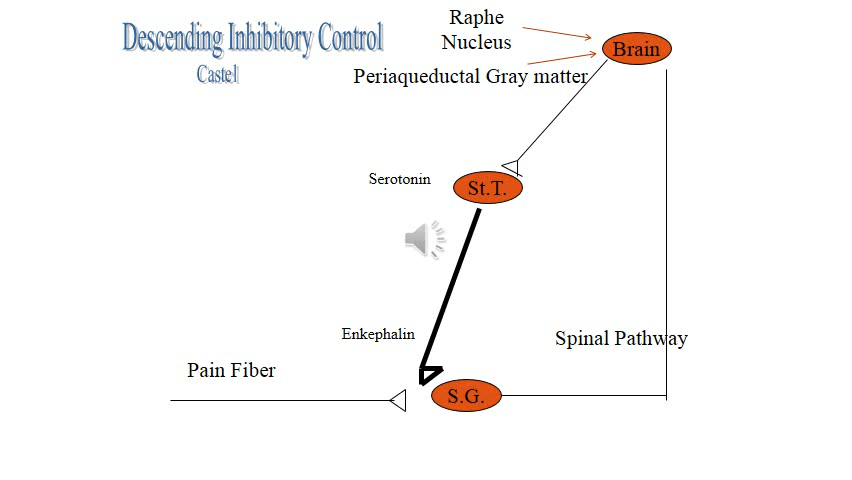 Descending Inhibitory Control
Castel
Raphe
Nucleus
Brain
Periaqueductal Gray matter
Serotonin
St.T.
Enkephalin
Spinal Pathway
Pain Fiber
S.G.